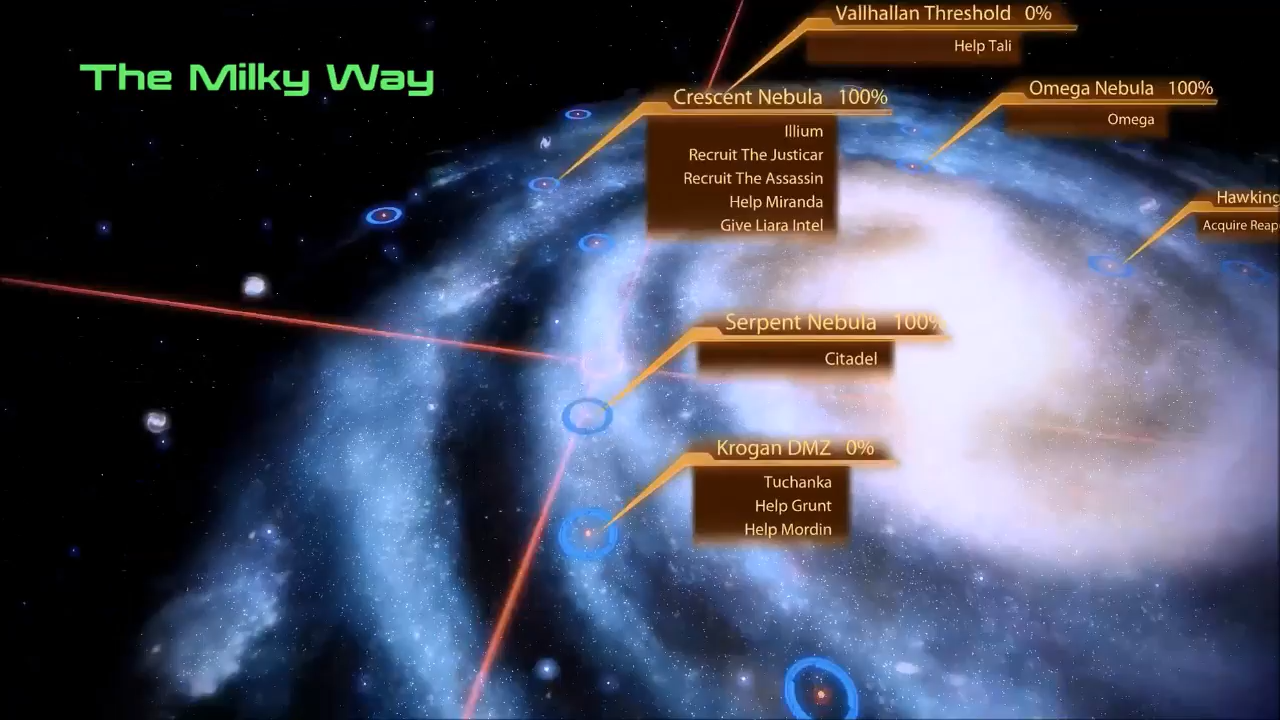 The Milky Way
Vallhallan Threshold 0%
Help Tali
Crescent Nebula 100%
Illium
Recruit The Justicar
Recruit The Assassin
Help Miranda
Give Liara Intel
Omega Nebula 100%
Omega
Hawking
Acquire Reap
Serpent Nebula 100%
Citadel
Krogan DMZ 0%
Tuchanka
Help Grunt
Help Mordin